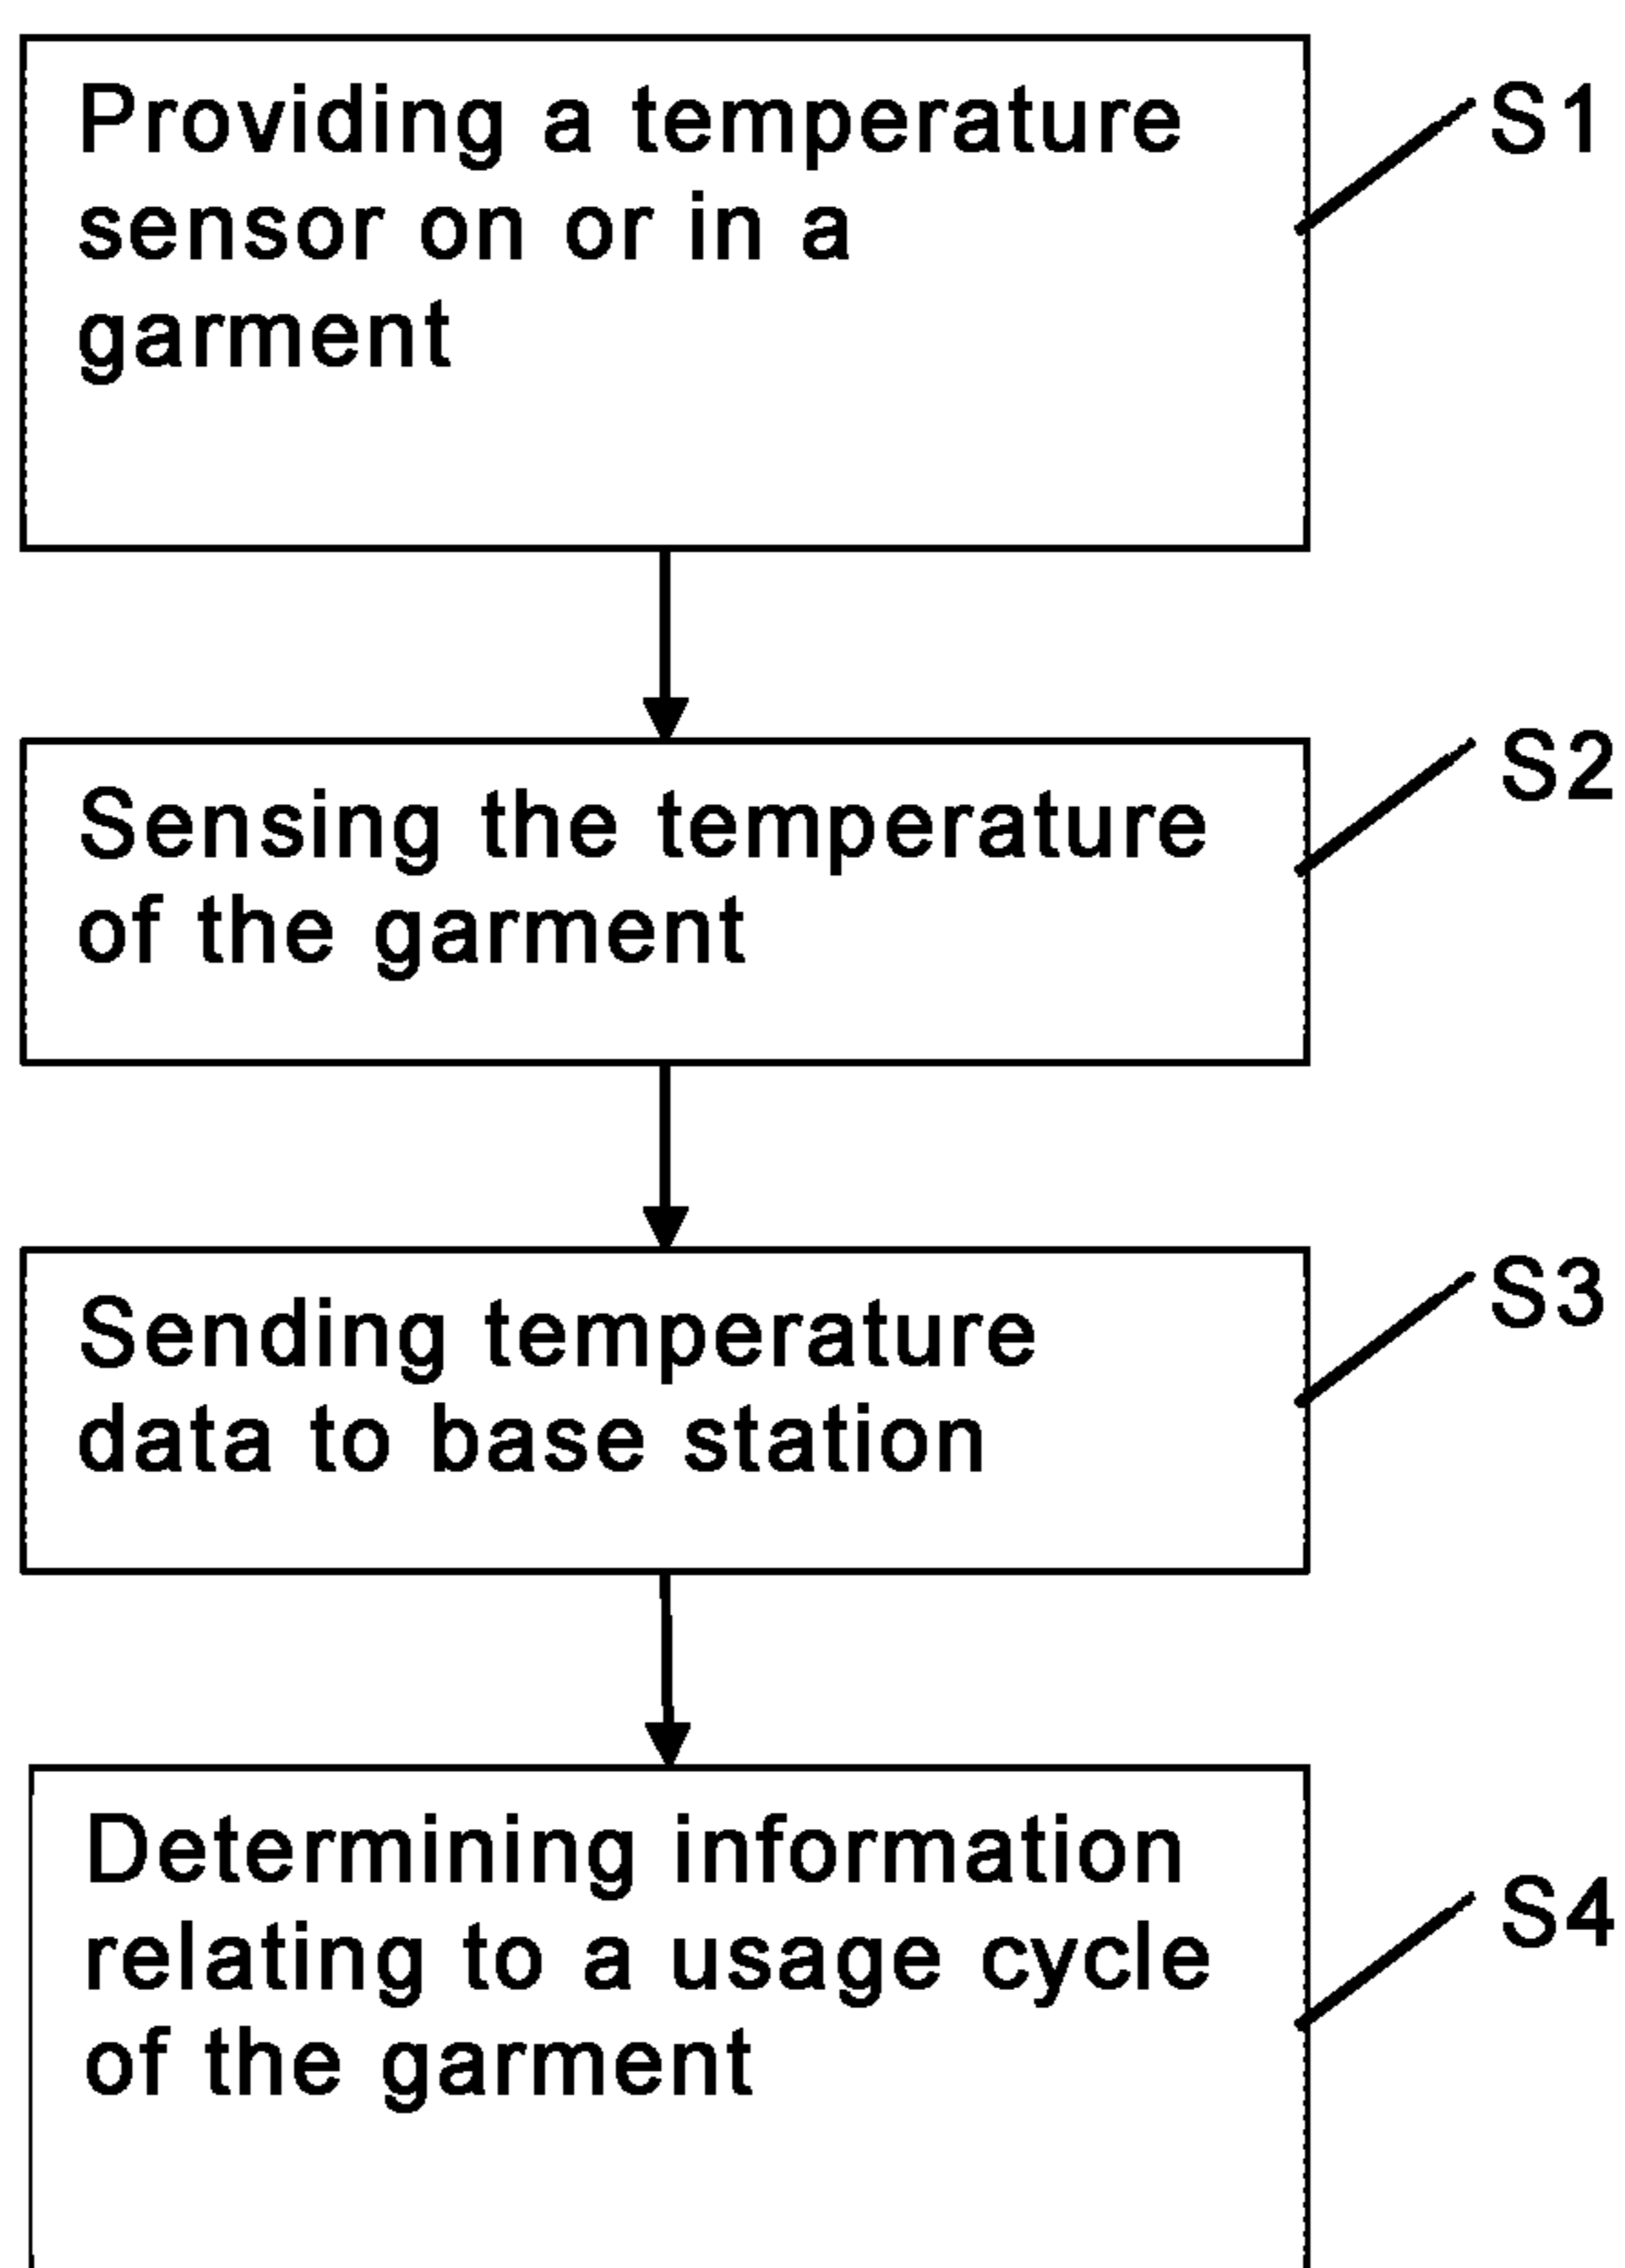 Providing a temperature
sensor on or in a
garment
S1
Sensing the temperature
of the garment
S2
Sending temperature
data to base station
S3
Determining information
relating to a usage cycle
of the garment
S4